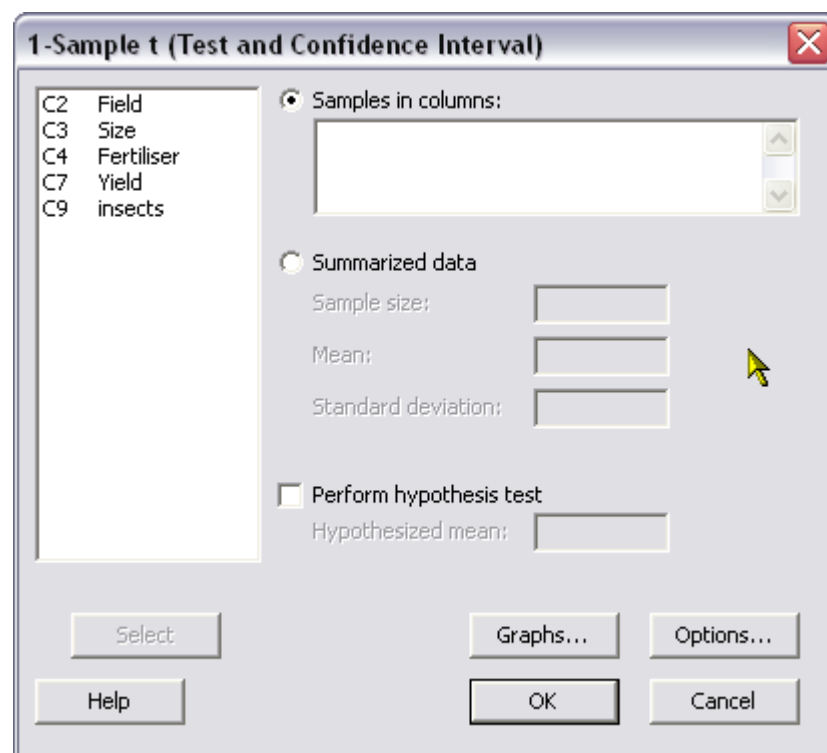 1-Sample t (Test and Confidence Interval)
C2 Field
C3 Size
C4 Fertiliser
C7 Yield
C9 insects
Samples in columns:
Summarized data
Sample size:
Mean:
Standard deviation:
Perform hypothesis test
Hypothesized mean:
Select
Graphs...
Options...
Help
OK
Cancel